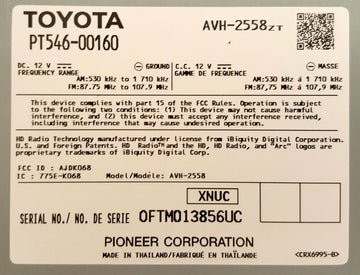 TOYOTA
AVH-2558ZT
PT546-00160
DC. 12 V ⎓ ⊖ GROUND
FREQUENCY RANGE
AM:530 kHz to 1 710 kHz
FM:87.75 MHz to 107.9 MHz
C.C. 12 V ⎓ ⊖ MASSE
GAMME DE FREQUENCE
AM:530 kHz à 1 710 kHz
FM:87,75 MHz à 107,9 MHz
This device complies with part 15 of the FCC Rules. Operation is subject
to the following two conditions: (1) This device may not cause harmful
interference, and (2) this device must accept any interference received,
including interference that may cause undesired operation.
HD Radio Technology manufactured under license from iBiquity Digital Corporation.
U.S. and Foreign Patents, HD Radio™ and the HD, HD Radio, and "Arc" logos are
proprietary trademarks of iBiquity Digital Corp.
FCC ID : AJDK068
IC : 775E-K068 Model/Modèle: AVH-2558
XNUC
SERIAL NO./ NO. DE SÉRIE OFTM013856UC
PIONEER CORPORATION
MADE IN THAILAND/FABRIQUÉ EN THAÏLANDE
<CRX6995-B>